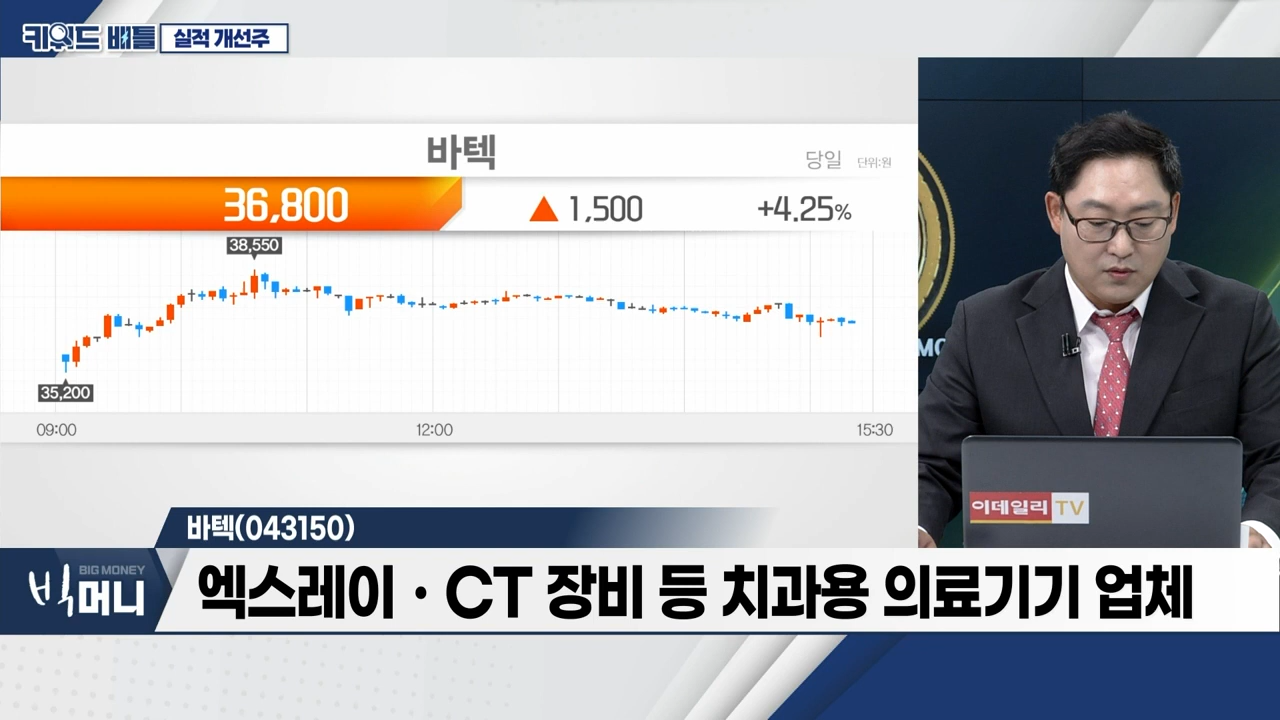 키워드 배틀 실적 개선주
바텍
당일 단위:원
36,800 ▲ 1,500 +4.25%
38,550
35,200
09:00 12:00 15:30
이데일리 TV
바텍(043150)
BIG MONEY
빅머니
엑스레이·CT 장비 등 치과용 의료기기 업체